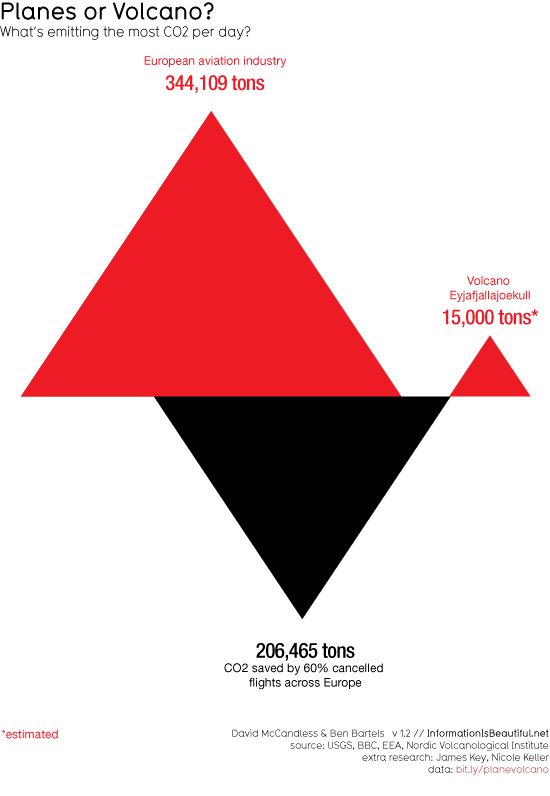 Planes or Volcano?
What's emitting the most CO2 per day?
European aviation industry
344,109 tons
Volcano
Eyjafjallajoekull
15,000 tons*
206,465 tons
CO2 saved by 60% cancelled
flights across Europe
*estimated
David McCandless & Ben Bartels v 1.2 // InformationIsBeautiful.net
source: USGS, BBC, EEA, Nordic Volcanological Institute
extra research: James Key, Nicole Keller
data: bit.ly/planevolcano